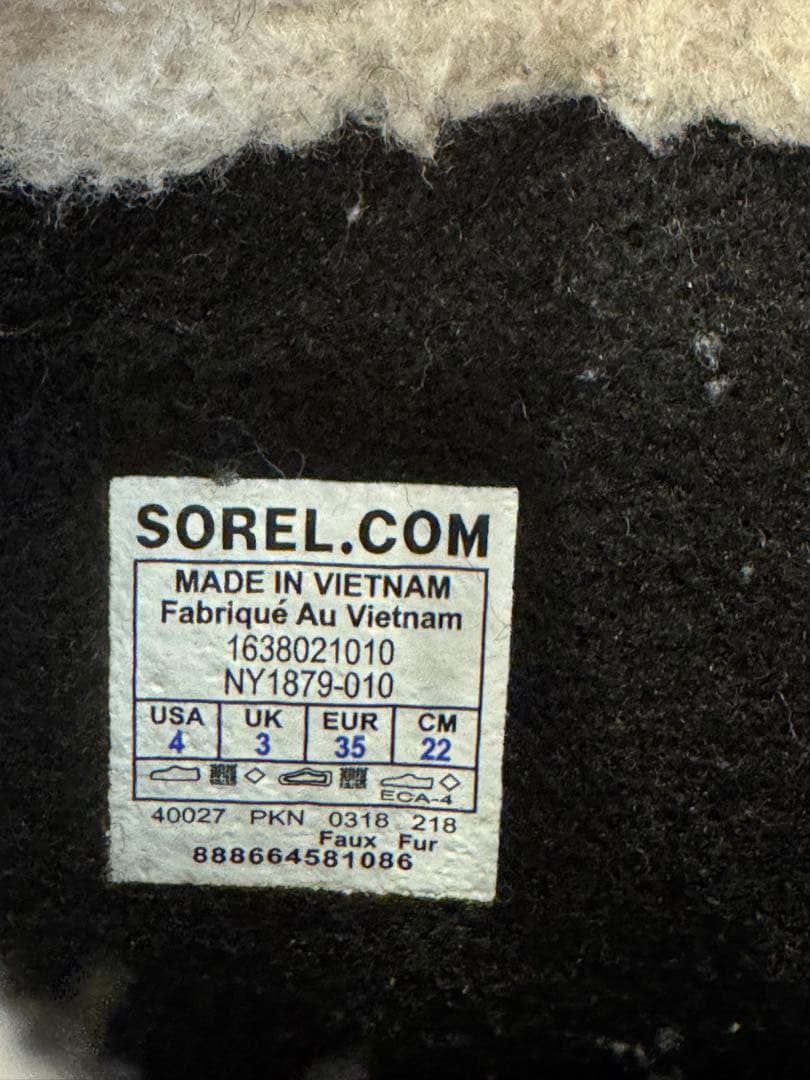 SOREL.COM
MADE IN VIETNAM
Fabriqué Au Vietnam
1638021010
NY1879-010
USA UK EUR CM
4 3 35 22
ECA-4
40027 PKN 0318 218
Faux Fur
888664581086